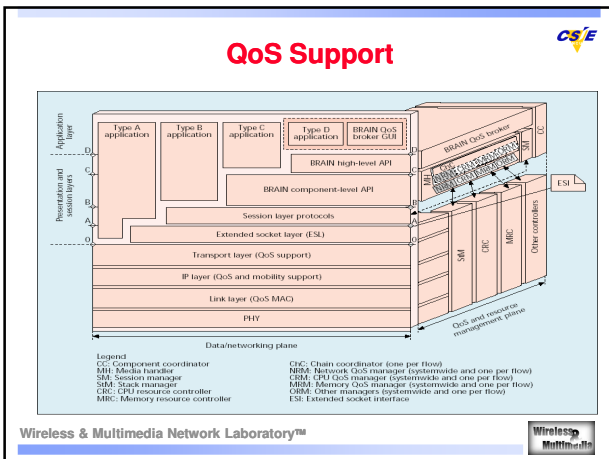 CSIE
QoS Support
Application
layer
Presentation and
session layers
Type A
application
Type B
application
Type C
application
Type D
application
BRAIN QoS
broker GUI
D
D
BRAIN high-level API
C
C
BRAIN component-level API
B
B
Session layer protocols
A
A
Extended socket layer (ESL)
0
0
Transport layer (QoS support)
IP layer (QoS and mobility support)
Link layer (QoS MAC)
PHY
Data/networking plane
BRAIN QoS broker
CC
SM
MH
ChC
ESI
StM
CRC
MRC
Other controllers
QoS and resource
management plane
Legend
CC: Component coordinator
MH: Media handler
SM: Session manager
StM: Stack manager
CRC: CPU resource controller
MRC: Memory resource controller
ChC: Chain coordinator (one per flow)
NRM: Network QoS manager (systemwide and one per flow)
CRM: CPU QoS manager (systemwide and one per flow)
MRM: Memory QoS manager (systemwide and one per flow)
ORM: Other managers (systemwide and one per flow)
ESI: Extended socket interface
Wireless & Multimedia Network Laboratory™
Wireless
Multimedia